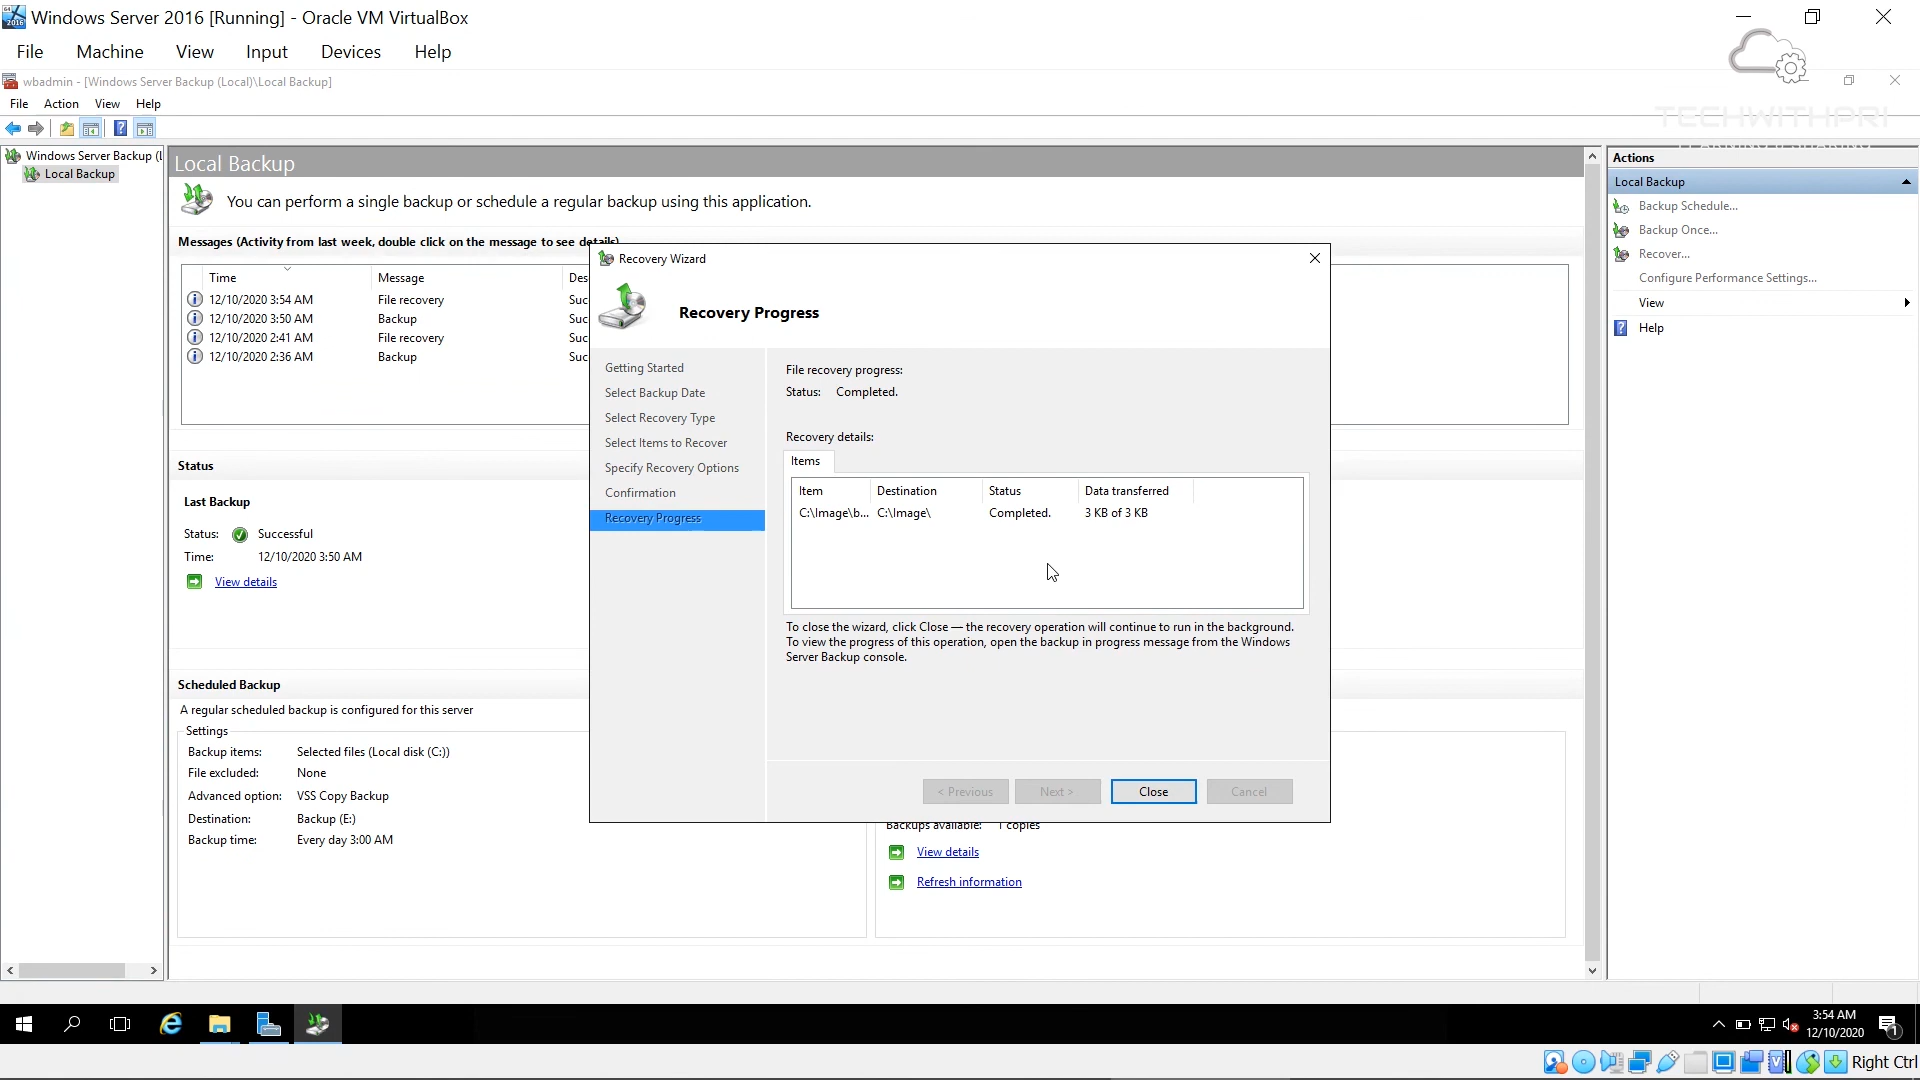 Windows Server 2016 [Running] - Oracle VM VirtualBox
File Machine View Input Devices Help
wbadmin - [Windows Server Backup (Local)\Local Backup]
File Action View Help
TECHWITHPRI
Windows Server Backup (L
Local Backup
Local Backup
You can perform a single backup or schedule a regular backup using this application.
Messages (Activity from last week, double click on the message to see details)
Time Message Des
12/10/2020 3:54 AM File recovery Suc
12/10/2020 3:50 AM Backup Suc
12/10/2020 2:41 AM File recovery Suc
12/10/2020 2:36 AM Backup Suc
Status
Last Backup
Status: Successful
Time: 12/10/2020 3:50 AM
View details
Scheduled Backup
A regular scheduled backup is configured for this server
Settings
Backup items: Selected files (Local disk (C:))
File excluded: None
Advanced option: VSS Copy Backup
Destination: Backup (E:)
Backup time: Every day 3:00 AM
Recovery Wizard
Recovery Progress
Getting Started
Select Backup Date
Select Recovery Type
Select Items to Recover
Specify Recovery Options
Confirmation
Recovery Progress
File recovery progress:
Status: Completed.
Recovery details:
Items
Item Destination Status Data transferred
C:\Image\b... C:\Image\ Completed. 3 KB of 3 KB
To close the wizard, click Close — the recovery operation will continue to run in the background.
To view the progress of this operation, open the backup in progress message from the Windows
Server Backup console.
< Previous Next > Close Cancel
Backups available: 1 copies
View details
Refresh information
Actions
Local Backup
Backup Schedule...
Backup Once...
Recover...
Configure Performance Settings...
View
Help
3:54 AM
12/10/2020
1
Right Ctrl